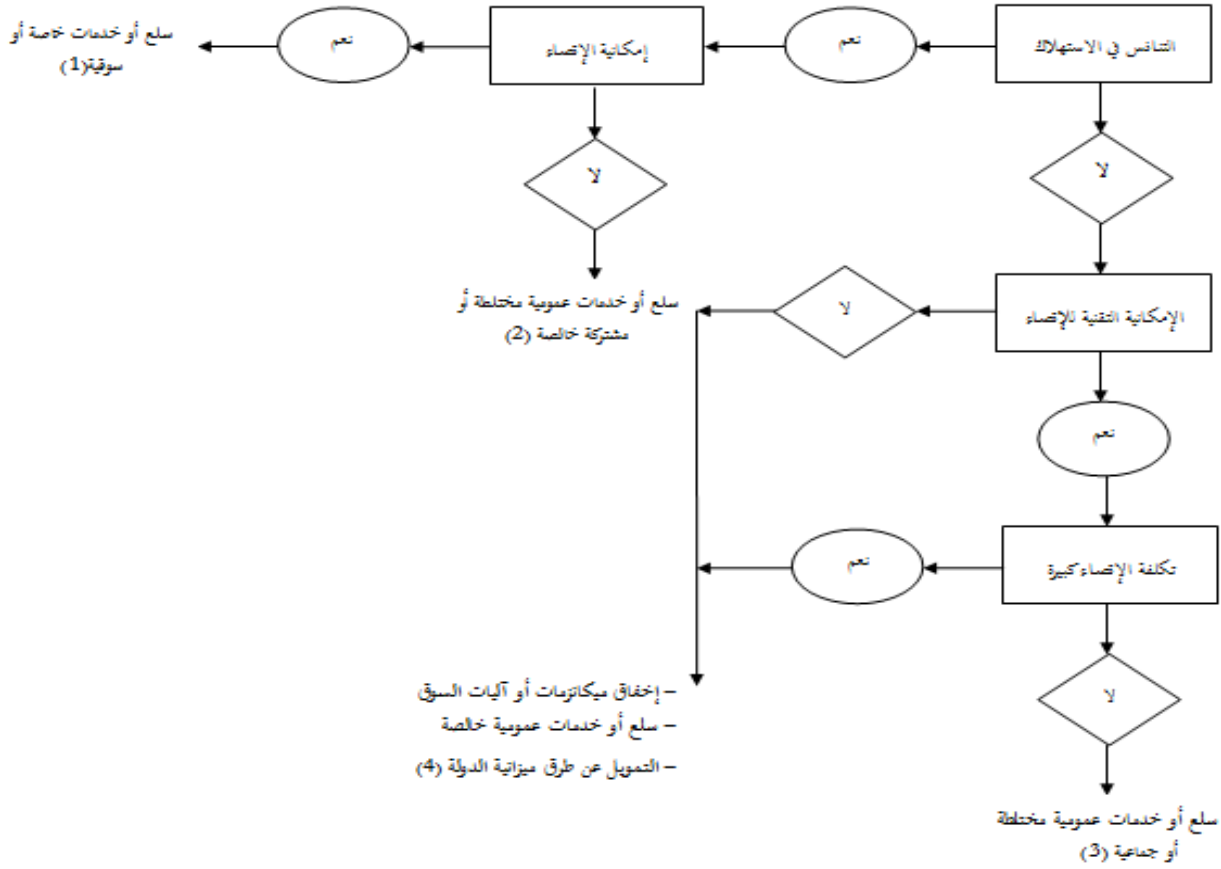 التنافس في الاستهلاك
نعم
إمكانية الإقصاء
نعم
سلع أو خدمات خاصة أو
سوقية(1)
لا
لا
سلع أو خدمات عمومية مختلطة أو
مشتركة خالصة (2)
الإمكانية التقنية للإقصاء
لا
نعم
تكلفة الإقصاء كبيرة
نعم
لا
– إخفاق ميكانزمات أو آليات السوق
– سلع أو خدمات عمومية خالصة
– التمويل عن طرق ميزانية الدولة (4)
سلع أو خدمات عمومية مختلطة
أو جماعية (3)